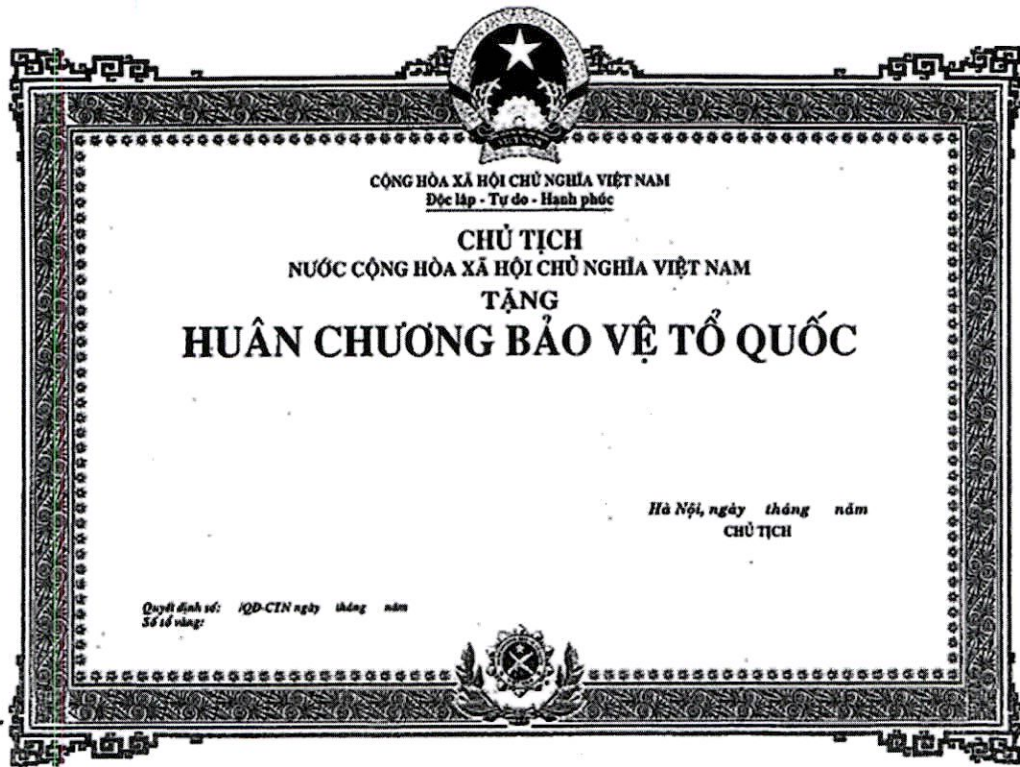 VIỆT NAM
CỘNG HÒA XÃ HỘI CHỦ NGHĨA VIỆT NAM
Độc lập - Tự do - Hạnh phúc
CHỦ TỊCH
NƯỚC CỘNG HÒA XÃ HỘI CHỦ NGHĨA VIỆT NAM
TẶNG
HUÂN CHƯƠNG BẢO VỆ TỔ QUỐC
Hà Nội, ngày tháng năm
CHỦ TỊCH
Quyết định số: /QĐ-CTN ngày tháng năm
Số sổ vàng: